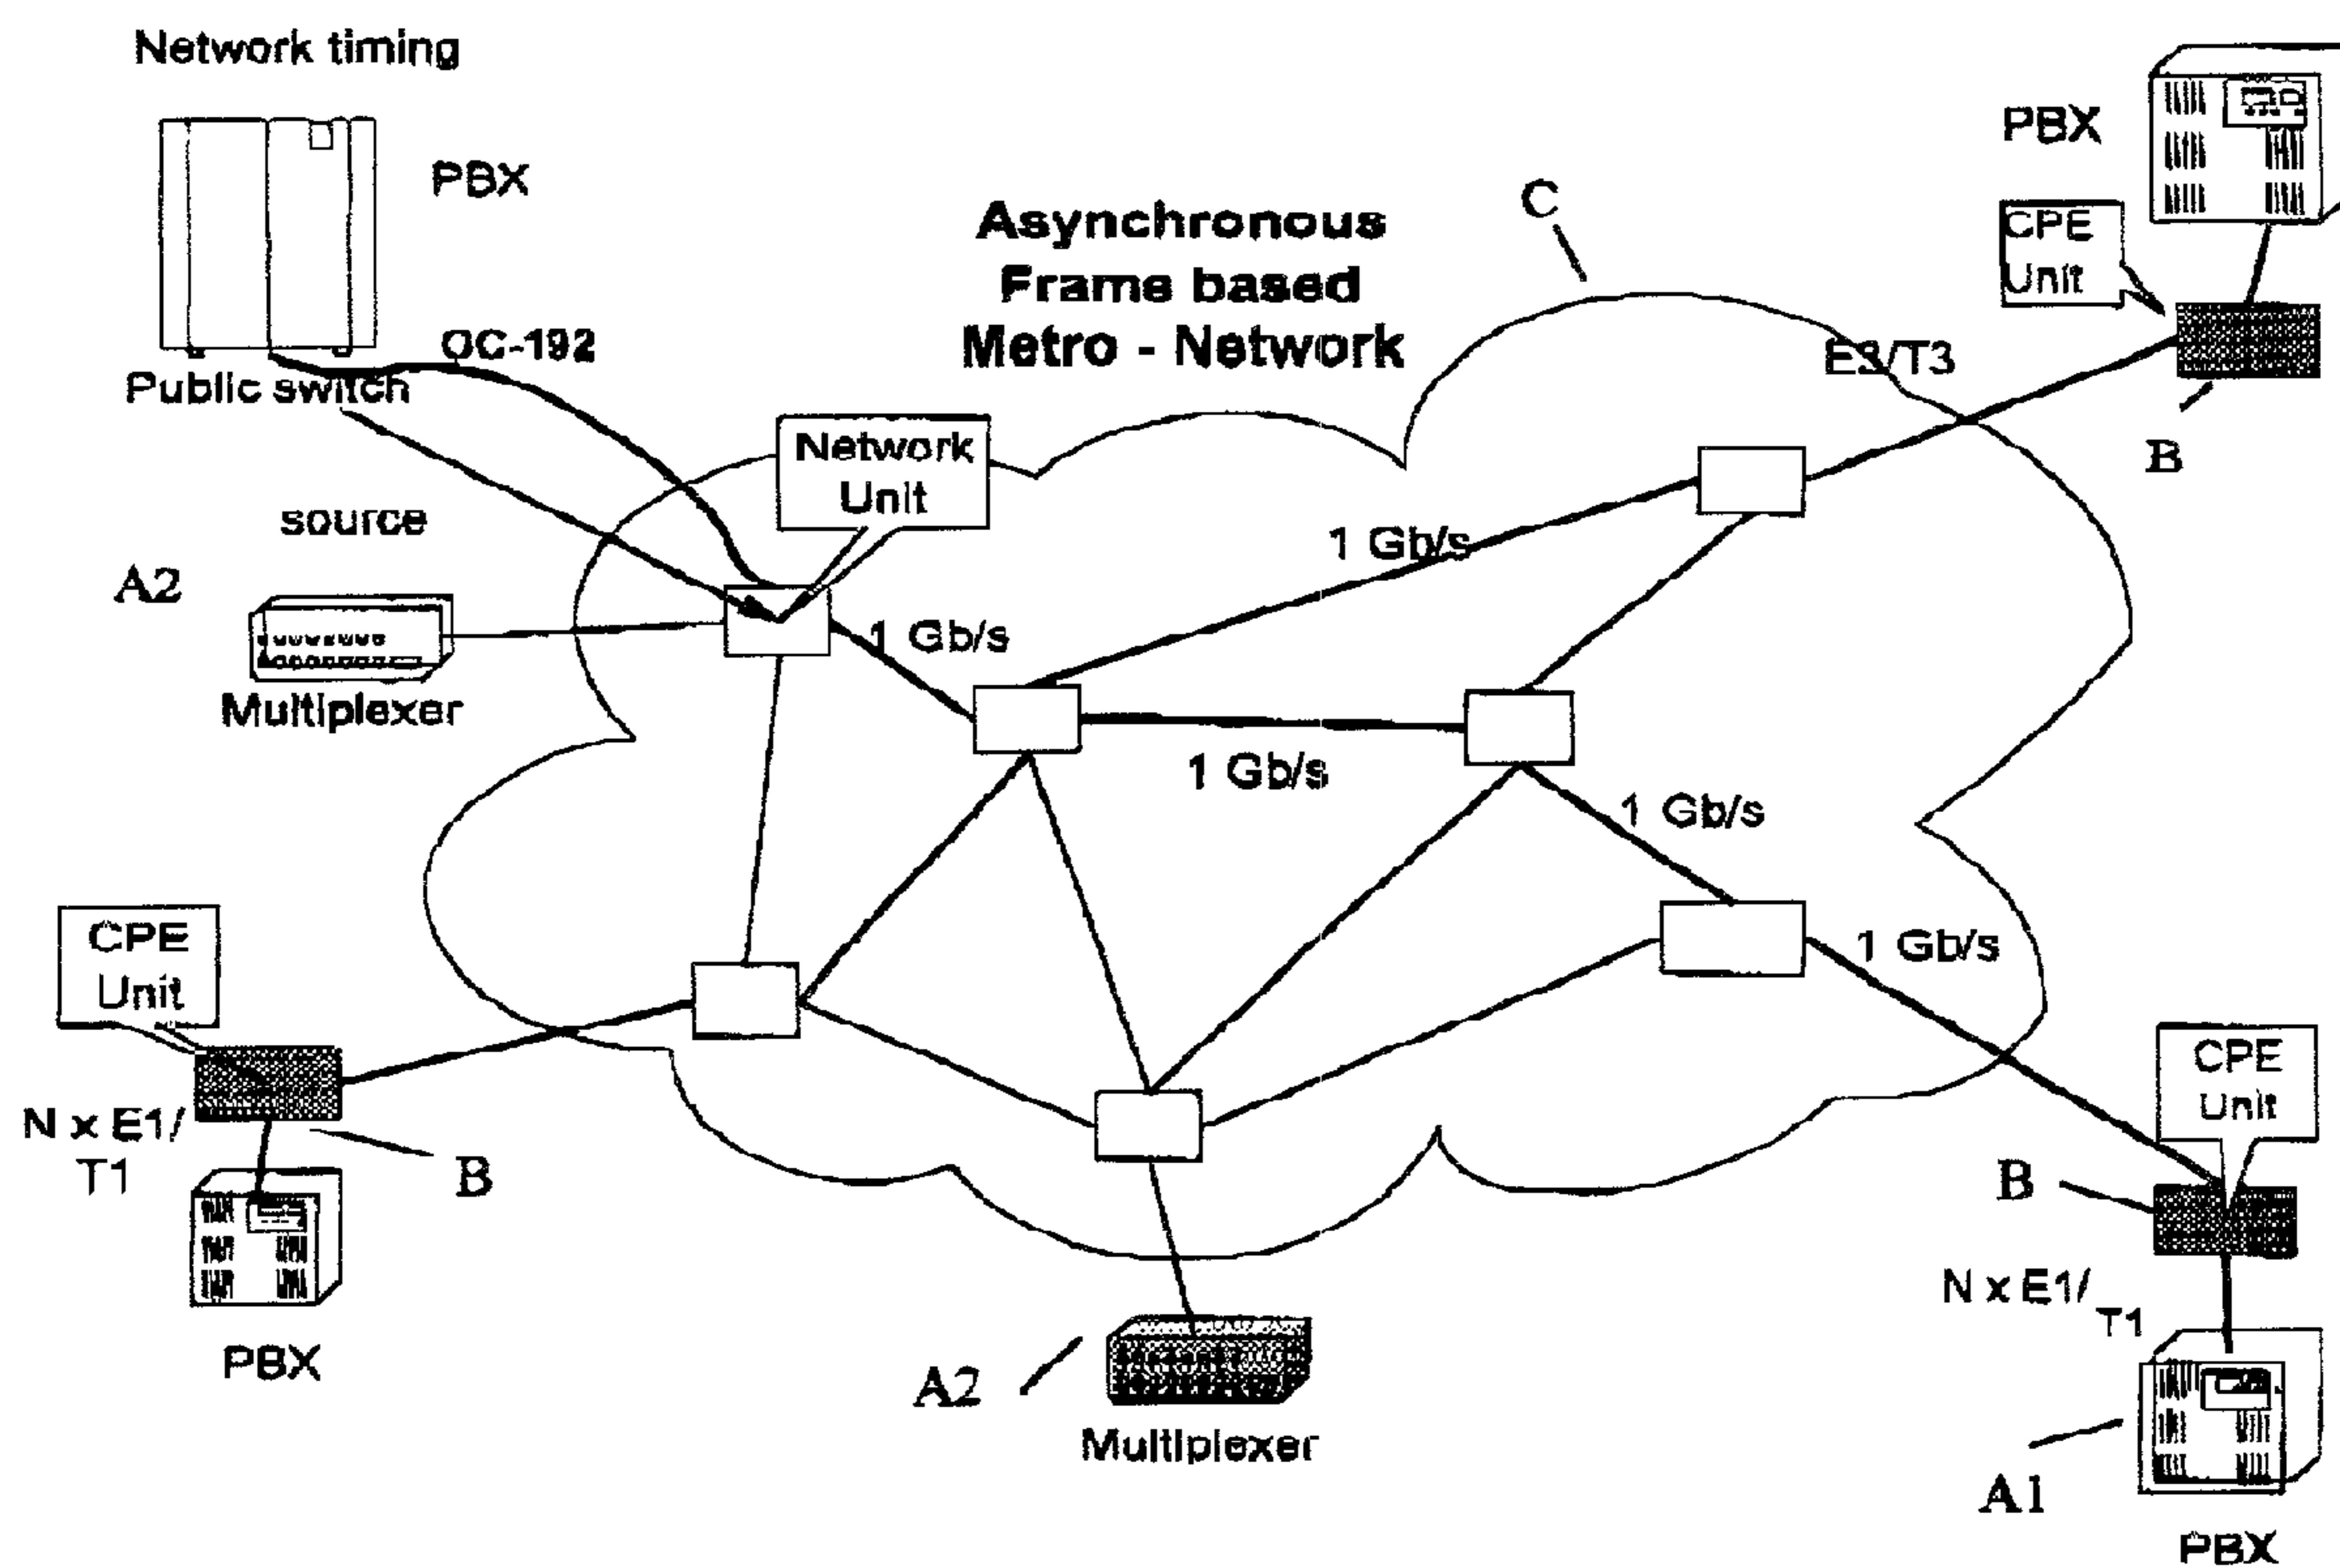 Network timing
PBX
OC-192
Public switch
source
A2
Multiplexer
Asynchronous
Frame based
Metro - Network
C
PBX
CPE
Unit
E3/T3
B
Network
Unit
1 Gb/s
1 Gb/s
1 Gb/s
1 Gb/s
1 Gb/s
CPE
Unit
N x E1/
T1
B
PBX
A2
Multiplexer
CPE
Unit
B
N x E1/
T1
A1
PBX